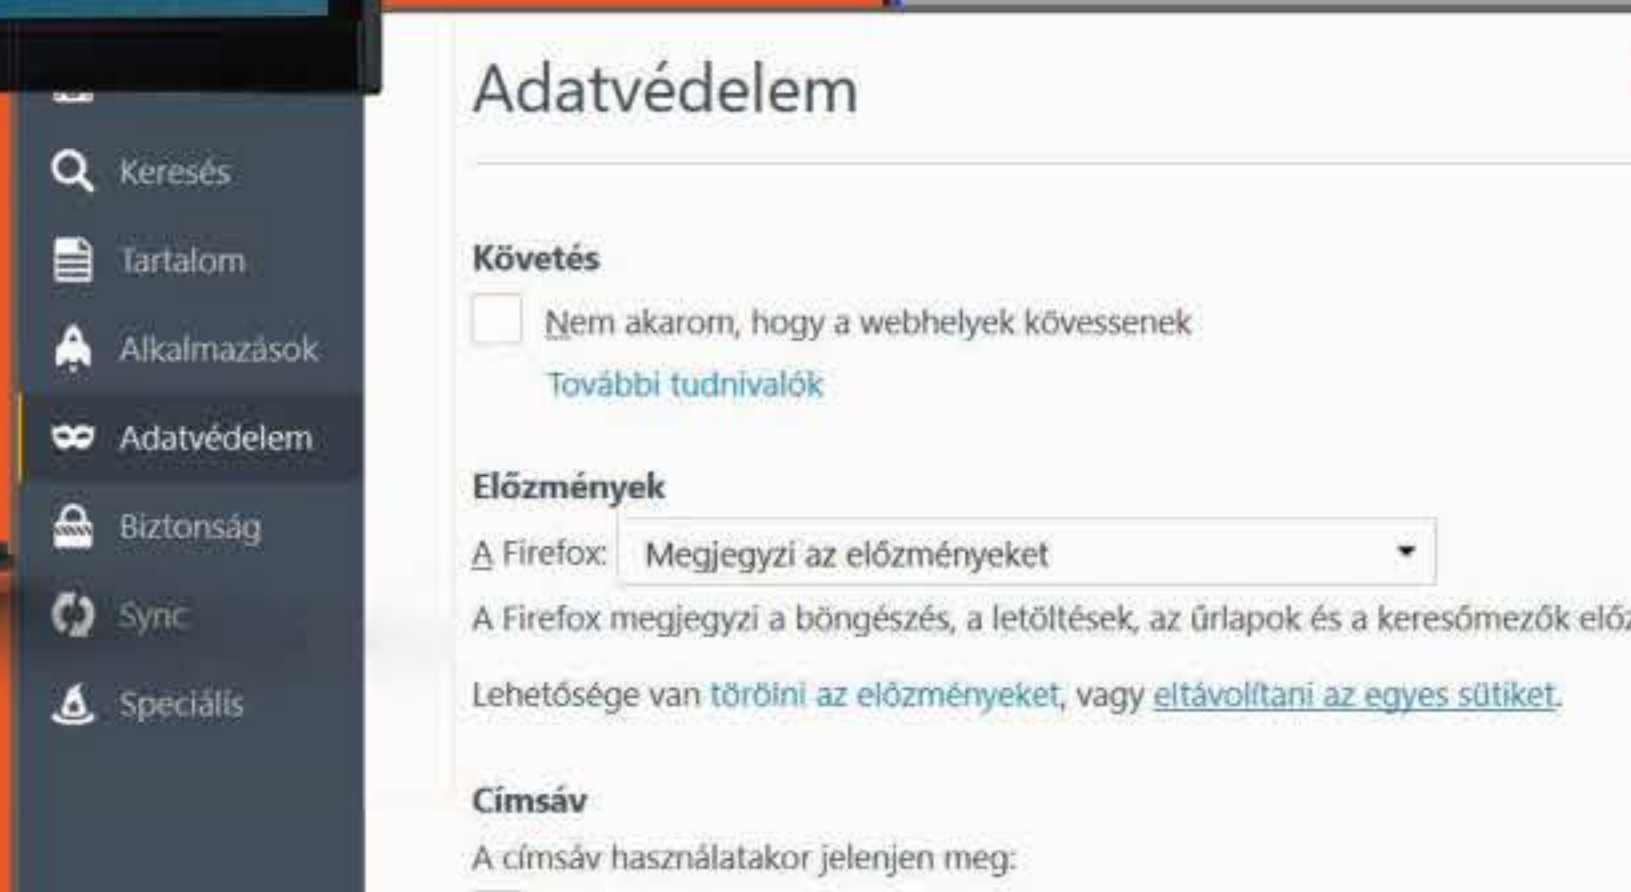 Adatvédelem
Keresés
Tartalom
Alkalmazások
Adatvédelem
Biztonság
Sync
Speciális
Követés
Nem akarom, hogy a webhelyek kövessenek
További tudnivalók
Előzmények
A Firefox: Megjegyzi az előzményeket
A Firefox megjegyzi a böngészés, a letöltések, az űrlapok és a keresőmezők
Lehetősége van törölni az előzményeket, vagy eltávolítani az egyes sütiket.
Címsáv
A címsáv használatakor jelenjen meg: